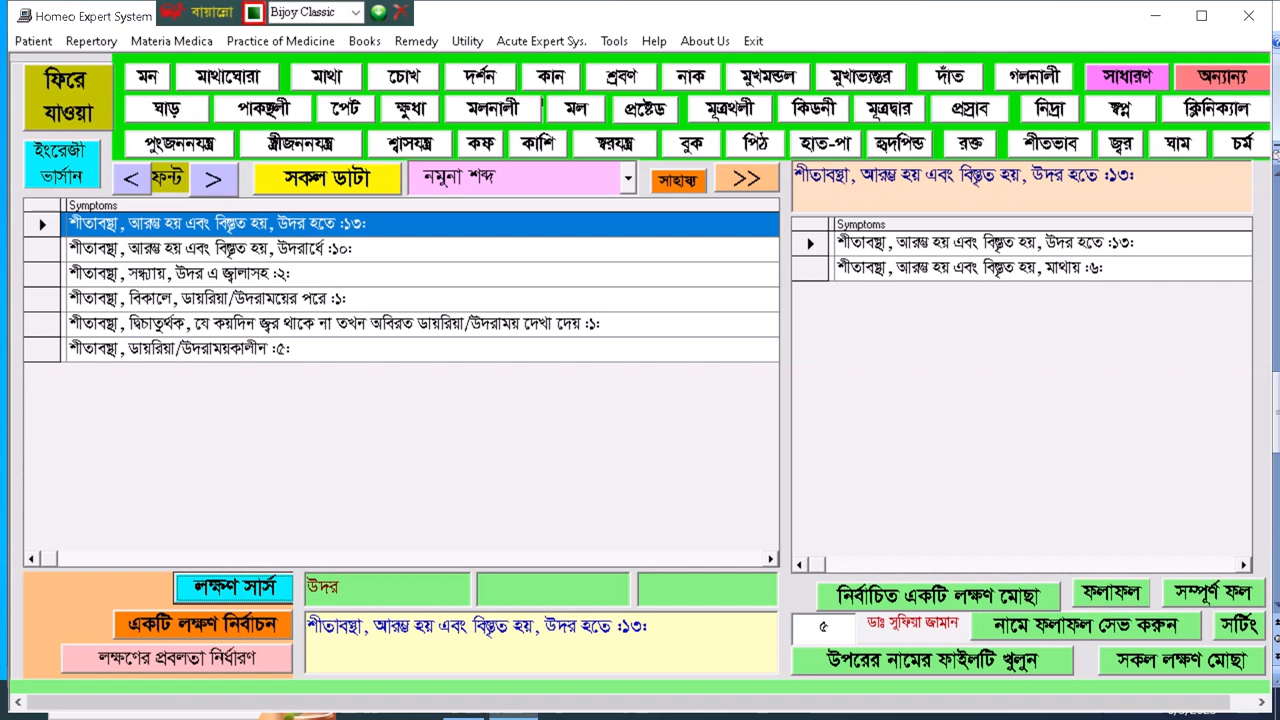 Homeo Expert System
বায়ান্নো
Bijoy Classic
Patient Repertory Materia Medica Practice of Medicine Books Remedy Utility Acute Expert Sys. Tools Help About Us Exit
ফিরে যাওয়া
মন মাথাঘোরা মাথা চোখ দর্শন কান শ্রবণ নাক মুখমন্ডল মুখাভ্যন্তর দাঁত গলনালী সাধারণ অন্যান্য
ঘাড় পাকস্থলী পেট ক্ষুধা মলনালী মল প্রষ্টেড মূত্রথলী কিডনী মূত্রদ্বার প্রস্রাব নিদ্রা স্বপ্ন ক্লিনিক্যাল
পুংজননযন্ত্র স্ত্রীজননযন্ত্র শ্বাসযন্ত্র কফ কাশি স্বরযন্ত্র বুক পিঠ হাত-পা হৃদপিন্ড রক্ত শীতভাব জ্বর ঘাম চর্ম
ইংরেজী ভার্সান
< ফন্ট > সকল ডাটা নমুনা শব্দ সাহায্য >>
শীতাবস্থা, আরম্ভ হয় এবং বিস্তৃত হয়, উদর হতে :১৩:
Symptoms
শীতাবস্থা, আরম্ভ হয় এবং বিস্তৃত হয়, উদর হতে :১৩:
শীতাবস্থা, আরম্ভ হয় এবং বিস্তৃত হয়, উদরার্ধে :১০:
শীতাবস্থা, সন্ধ্যায়, উদর এ জ্বালাসহ :২:
শীতাবস্থা, বিকালে, ডায়রিয়া/উদরাময়ের পরে :১:
শীতাবস্থা, দ্বিচাতুর্থক, যে কয়দিন জ্বর থাকে না তখন অবিরত ডায়রিয়া/উদরাময় দেখা দেয় :১:
শীতাবস্থা, ডায়রিয়া/উদরাময়কালীন :৫:
Symptoms
শীতাবস্থা, আরম্ভ হয় এবং বিস্তৃত হয়, উদর হতে :১৩:
শীতাবস্থা, আরম্ভ হয় এবং বিস্তৃত হয়, মাথায় :৬:
লক্ষণ সার্স উদর
একটি লক্ষণ নির্বাচন
শীতাবস্থা, আরম্ভ হয় এবং বিস্তৃত হয়, উদর হতে :১৩:
লক্ষণের প্রবলতা নির্ধারণ
নির্বাচিত একটি লক্ষণ মোছা ফলাফল সম্পূর্ণ ফল
৫ ডাঃ সুফিয়া জামান নামে ফলাফল সেভ করুন সর্টিং
উপরের নামের ফাইলটি খুলুন সকল লক্ষণ মোছা